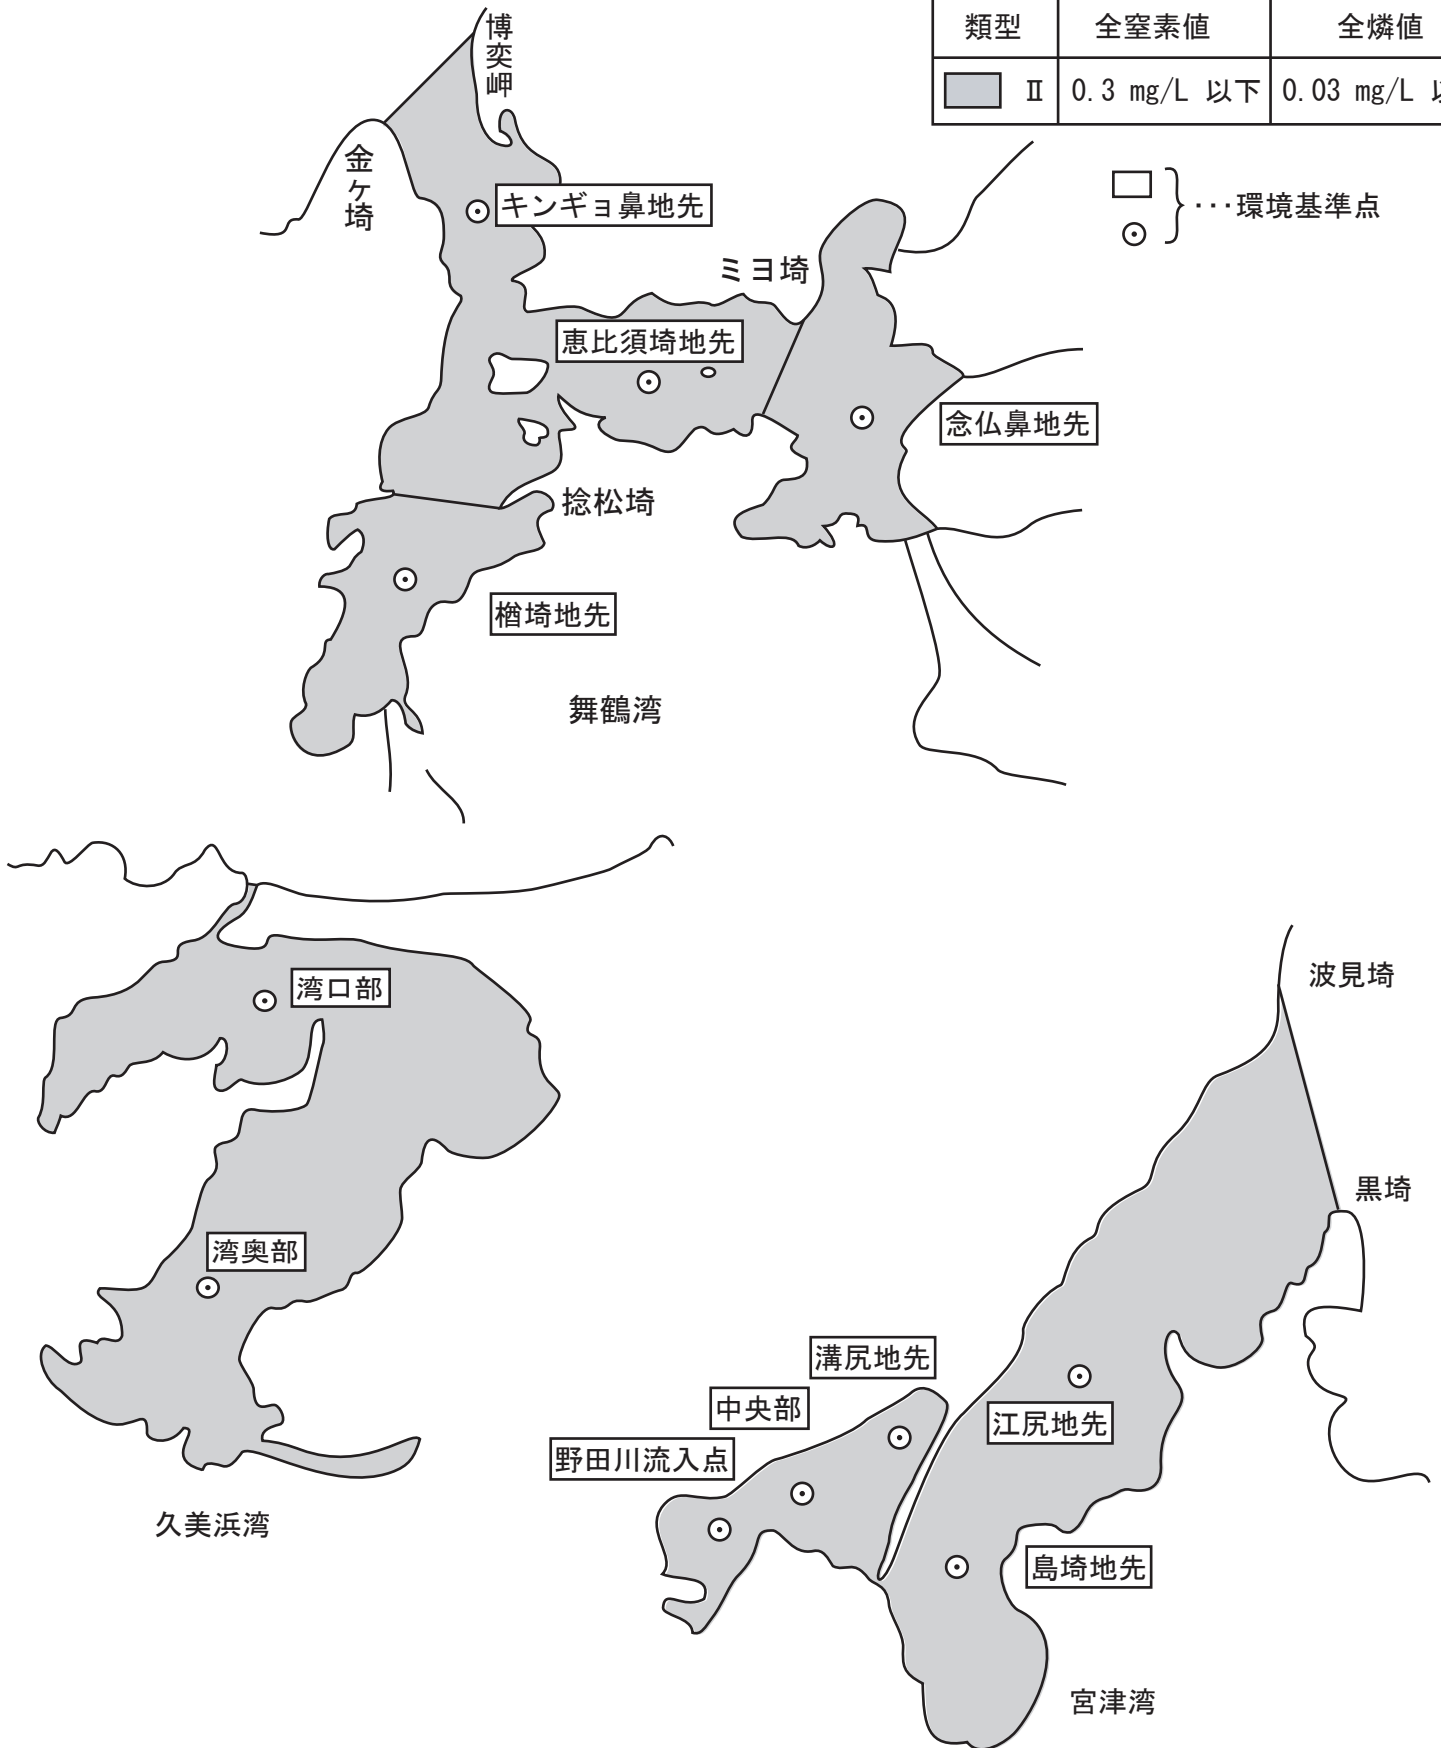 類型 全窒素値 全燐値
Ⅱ 0.3 mg/L 以下 0.03 mg/L 以
博奕岬
金ヶ埼
キンギョ鼻地先
･･･環境基準点
ミヨ埼
恵比須埼地先
念仏鼻地先
捻松埼
楢埼地先
舞鶴湾
湾口部
波見埼
黒埼
湾奥部
溝尻地先
中央部
江尻地先
野田川流入点
久美浜湾
島埼地先
宮津湾